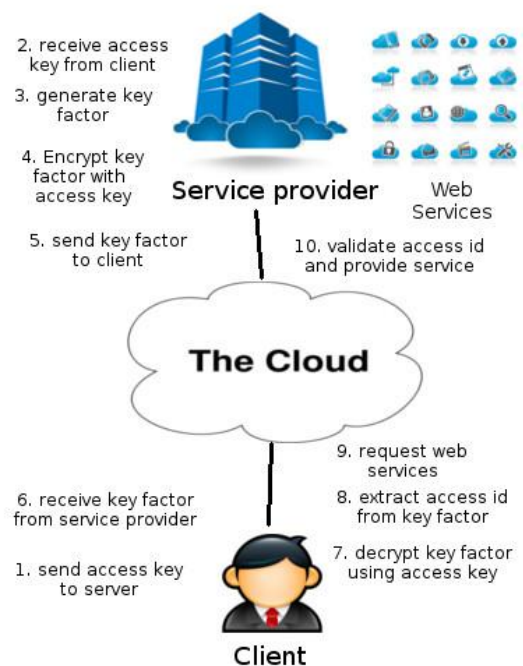 2. receive access
key from client
3. generate key
factor
4. Encrypt key
factor with
access key
Service provider
Web
Services
5. send key factor
to client
10. validate access id
and provide service
The Cloud
9. request web
services
6. receive key factor
from service provider
8. extract access id
from key factor
1. send access key
to server
7. decrypt key factor
using access key
Client